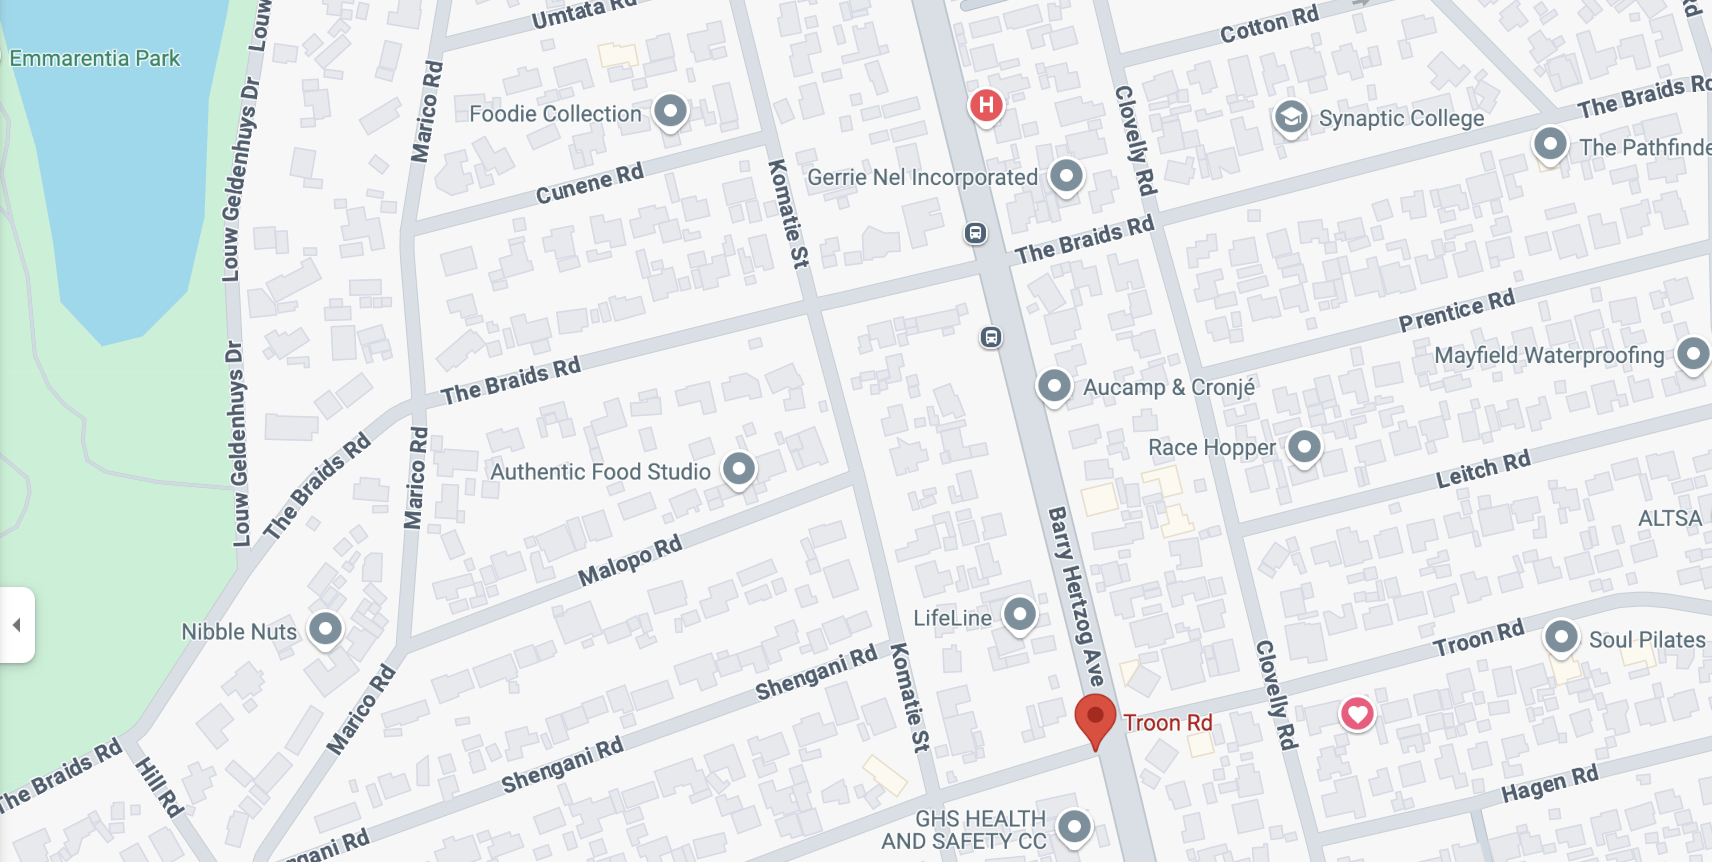 Umtata Rd
Louw
Cotton Rd
Rd
Emmarentia Park
Marico Rd
Louw Geldenhuys Dr
Foodie Collection
H
Clovelly Rd
Synaptic College
The Braids Rd
The Pathfinde
Cunene Rd
Komatie St
Gerrie Nel Incorporated
The Braids Rd
Prentice Rd
Mayfield Waterproofing
Louw Geldenhuys Dr
The Braids Rd
Aucamp & Cronjé
Race Hopper
The Braids Rd
Marico Rd
Authentic Food Studio
Leitch Rd
ALTSA
Malopo Rd
Barry Hertzog Ave
LifeLine
Nibble Nuts
Troon Rd
Soul Pilates
Shengani Rd
Komatie St
Clovelly Rd
Marico Rd
Troon Rd
Shengani Rd
The Braids Rd
Hill Rd
Hagen Rd
GHS HEALTH
AND SAFETY CC
ngani Rd